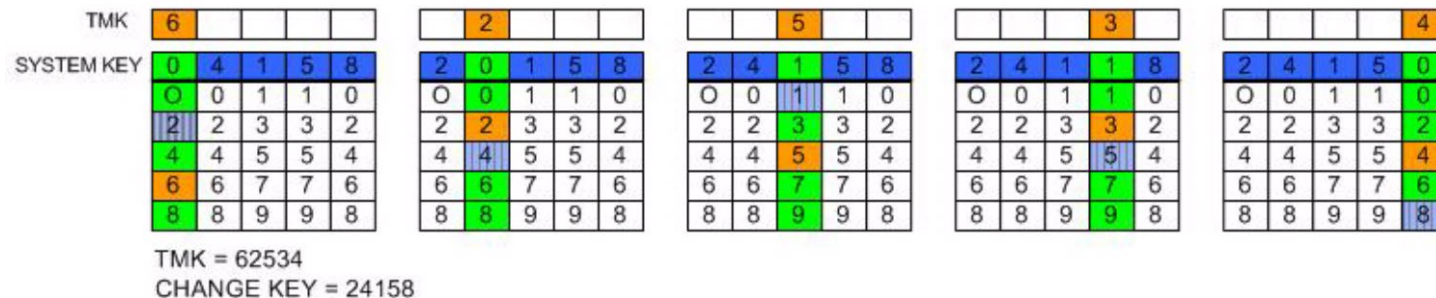 TMK 6 2 5 3 4
SYSTEM KEY 0 4 1 5 8 2 0 1 5 8 2 4 1 5 8 2 4 1 1 8 2 4 1 5 0
O 0 1 1 0 O 0 1 1 0 O 0 1 1 0 O 0 1 1 0 O 0 1 1 0
2 2 3 3 2 2 2 3 3 2 2 2 3 3 2 2 2 3 3 2 2 2 3 3 2
4 4 5 5 4 4 4 5 5 4 4 4 5 5 4 4 4 5 5 4 4 4 5 5 4
6 6 7 7 6 6 6 7 7 6 6 6 7 7 6 6 6 7 7 6 6 6 7 7 6
8 8 9 9 8 8 8 9 9 8 8 8 9 9 8 8 8 9 9 8 8 8 9 9 8
TMK = 62534
CHANGE KEY = 24158